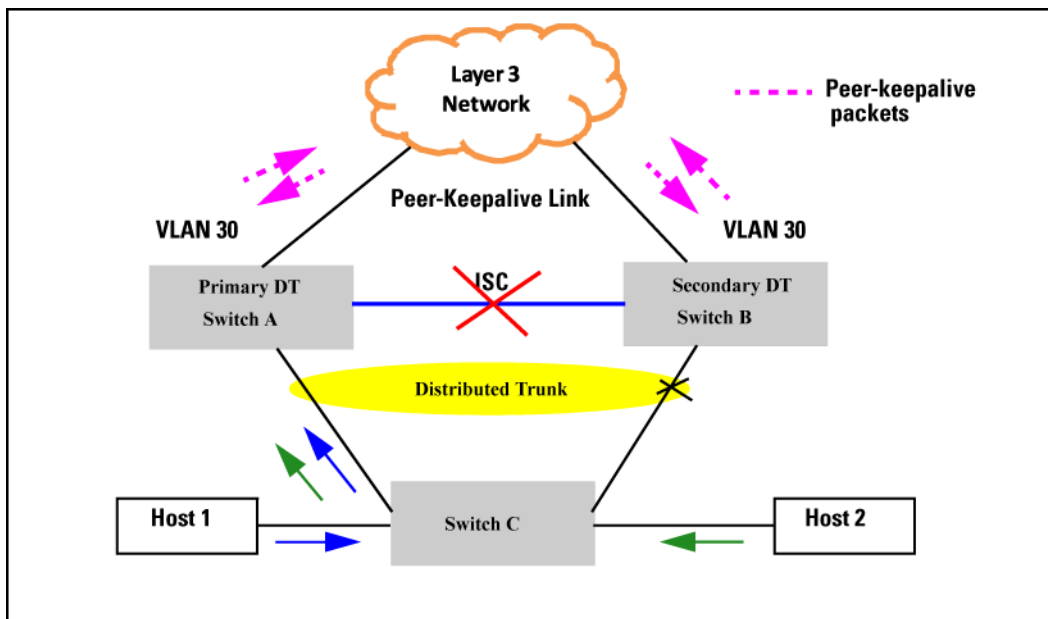 Layer 3
Network
Peer-keepalive
packets
Peer-Keepalive Link
VLAN 30
VLAN 30
ISC
Primary DT
Switch A
Secondary DT
Switch B
Distributed Trunk
Host 1
Switch C
Host 2